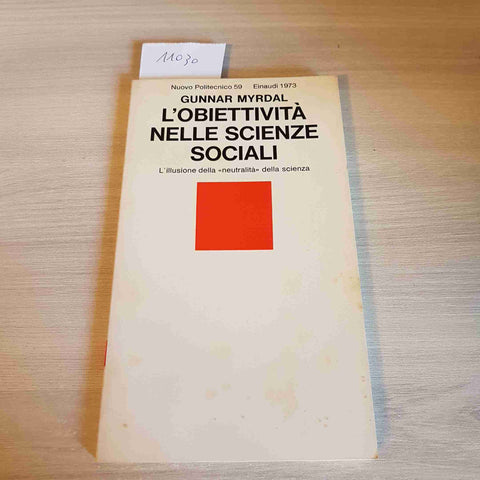 11030
Nuovo Politecnico 59 Einaudi 1973
GUNNAR MYRDAL
L'OBIETTIVITÀ
NELLE SCIENZE
SOCIALI
L'illusione della «neutralità» della scienza